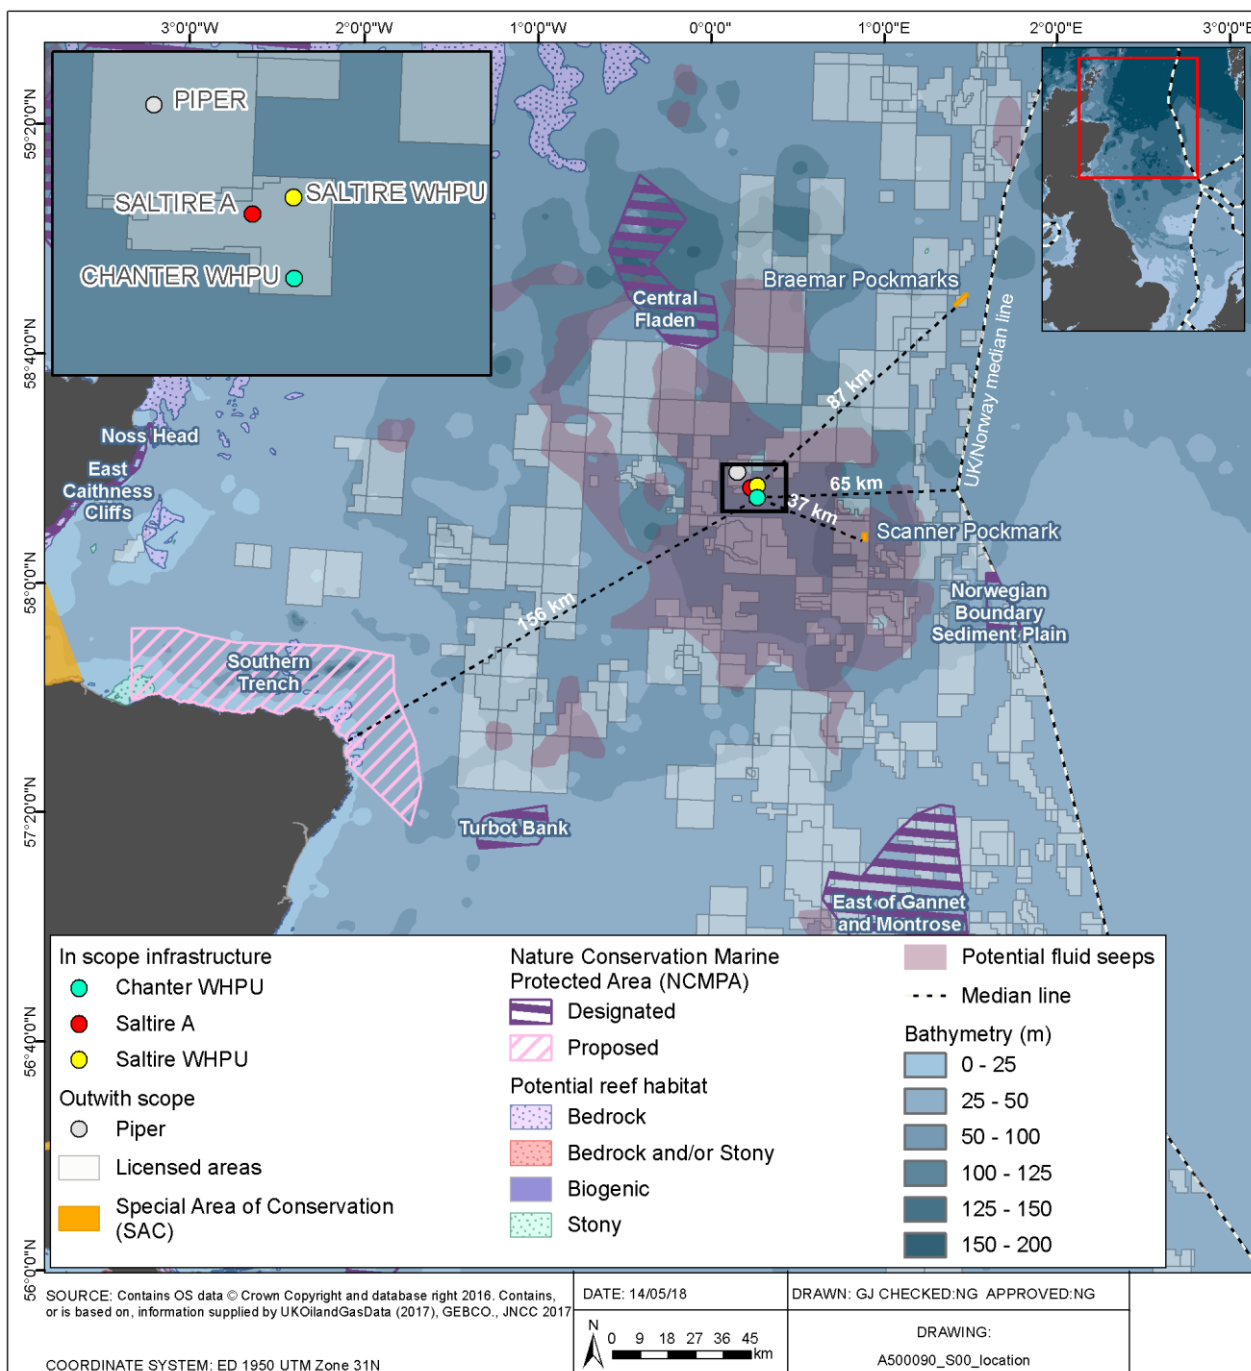 3°0'0"W 2°0'0"W 1°0'0"W 0°0'0" 1°0'0"E 2°0'0"E 3°0'0"E
59°20'0"N
58°40'0"N
58°0'0"N
57°20'0"N
56°40'0"N
56°0'0"N
PIPER
SALTIRE A
SALTIRE WHPU
CHANTER WHPU
Central
Fladen
Braemar Pockmarks
UK/Norway median line
Noss Head
East
Caithness
Cliffs
87 km
65 km
37 km
156 km
Scanner Pockmark
Norwegian
Boundary
Sediment Plain
Southern
Trench
Turbot Bank
East of Gannet
and Montrose
In scope infrastructure
Chanter WHPU
Saltire A
Saltire WHPU
Outwith scope
Piper
Licensed areas
Special Area of Conservation
(SAC)
Nature Conservation Marine
Protected Area (NCMPA)
Designated
Proposed
Potential reef habitat
Bedrock
Bedrock and/or Stony
Biogenic
Stony
Potential fluid seeps
Median line
Bathymetry (m)
0 - 25
25 - 50
50 - 100
100 - 125
125 - 150
150 - 200
SOURCE: Contains OS data © Crown Copyright and database right 2016. Contains,
or is based on, information supplied by UKOilandGasData (2017), GEBCO., JNCC 2017
COORDINATE SYSTEM: ED 1950 UTM Zone 31N
DATE: 14/05/18
N
0 9 18 27 36 45
km
DRAWN: GJ CHECKED:NG APPROVED:NG
DRAWING:
A500090_S00_location